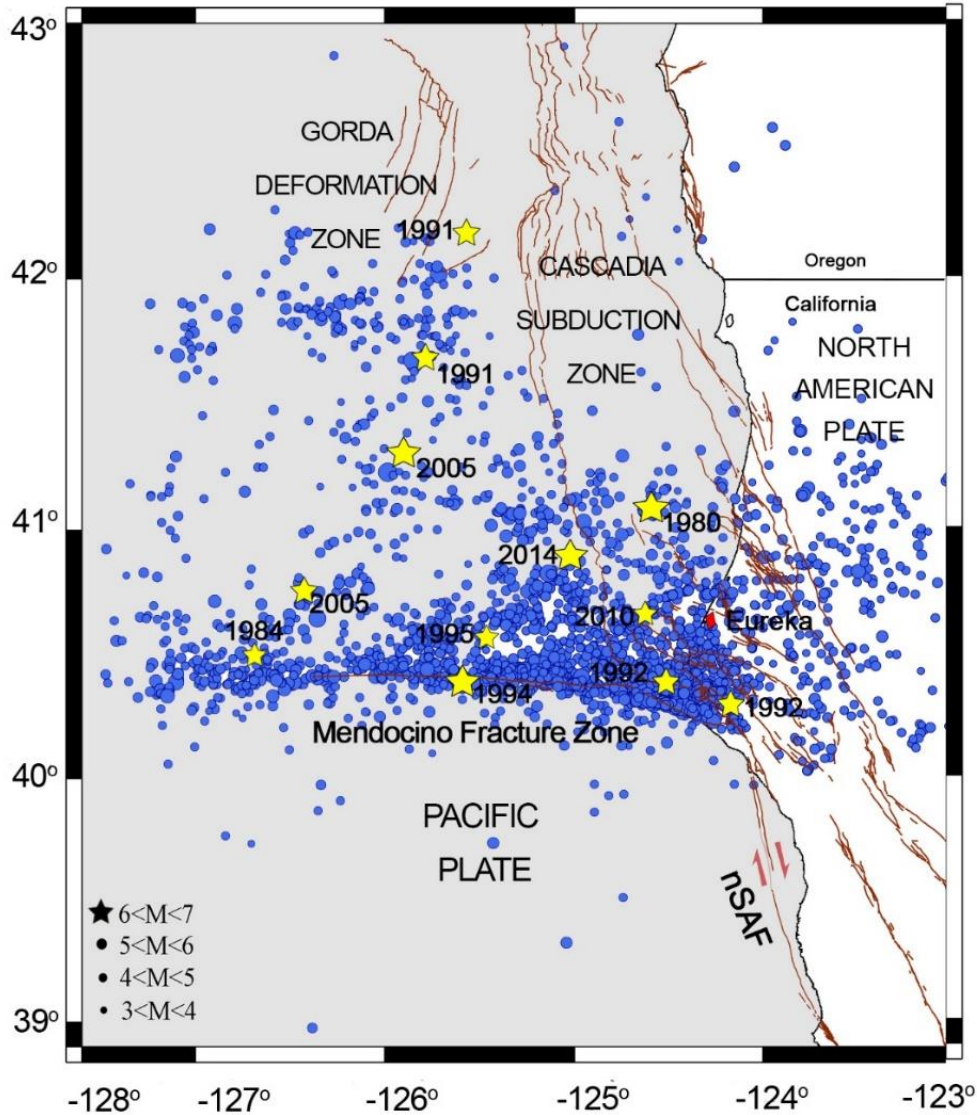 43°
GORDA
DEFORMATION
ZONE
1991
42°
CASCADIA
SUBDUCTION
ZONE
Oregon
California
NORTH
AMERICAN
PLATE
1991
2005
41°
1980
2014
2005
2010
Eureka
1984
1995
1992
1994
1992
Mendocino Fracture Zone
40°
PACIFIC
PLATE
nSAF
6<M<7
5<M<6
4<M<5
3<M<4
39°
-128° -127° -126° -125° -124° -123°